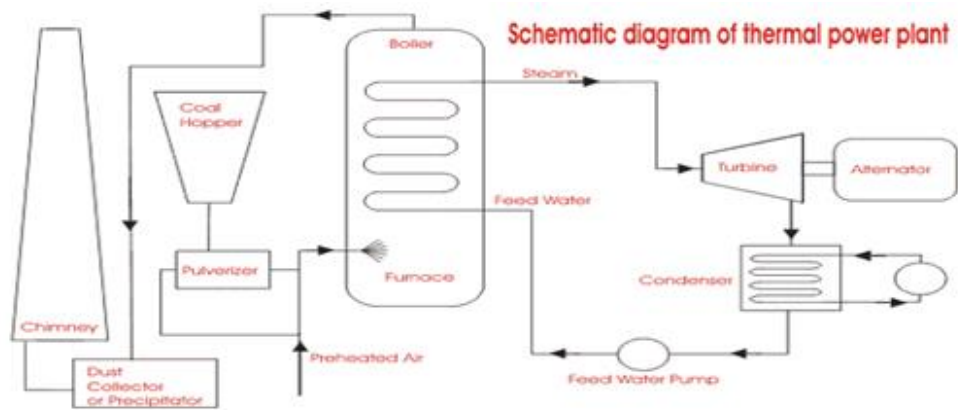 Schematic diagram of thermal power plant
Boiler
Steam
Coal
Hopper
Turbine
Alternator
Feed Water
Pulverizer
Furnace
Condenser
Chimney
Preheated Air
Dust
Collector
or Precipitator
Feed Water Pump